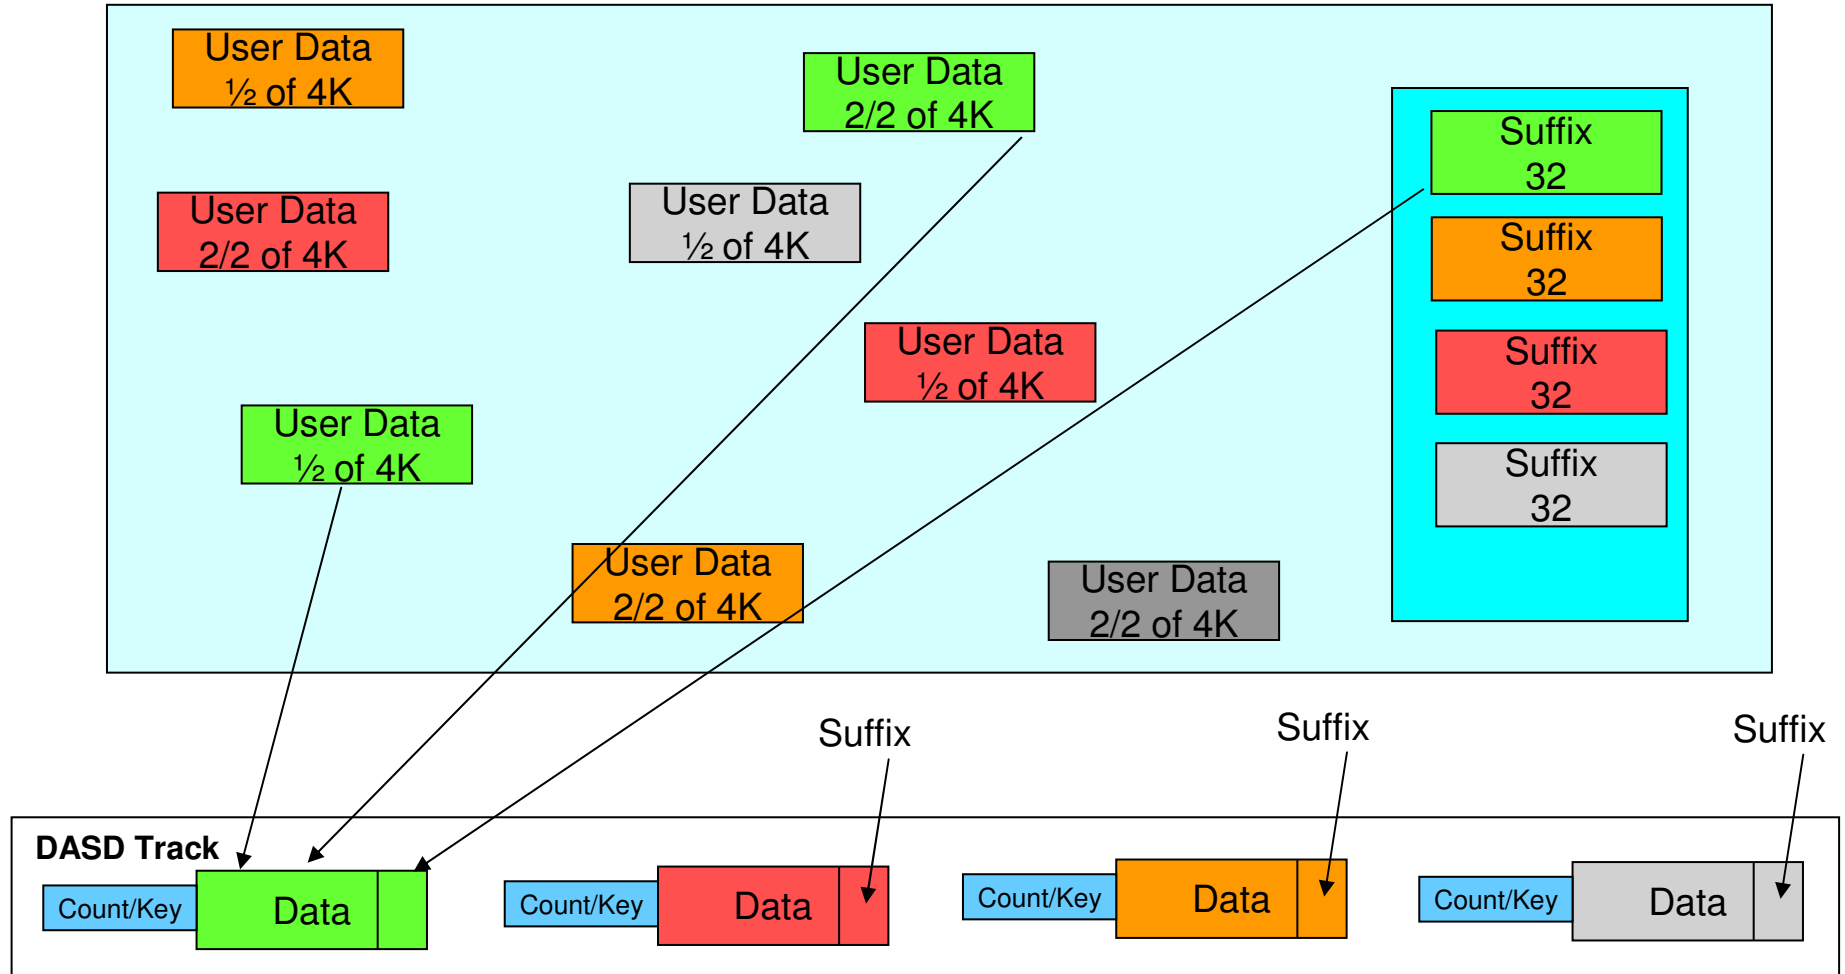 User Data
½ of 4K
User Data
2/2 of 4K
Suffix
32
User Data
2/2 of 4K
User Data
½ of 4K
Suffix
32
User Data
½ of 4K
Suffix
32
User Data
½ of 4K
Suffix
32
User Data
2/2 of 4K
User Data
2/2 of 4K
Suffix
Suffix
Suffix
DASD Track
Count/Key
Data
Count/Key
Data
Count/Key
Data
Count/Key
Data